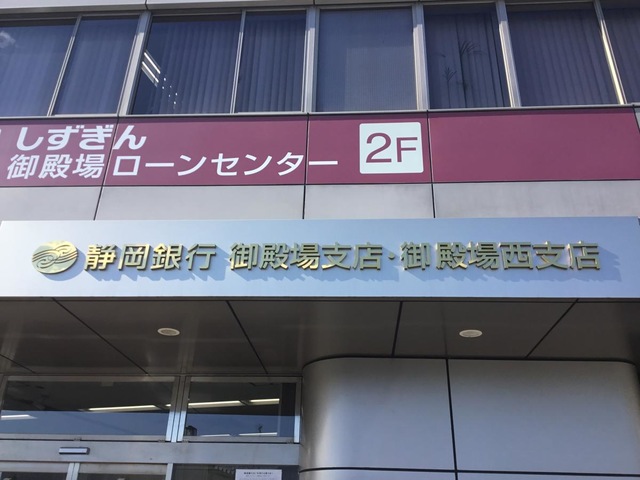 しずぎん
御殿場 ローンセンター 2F
静岡銀行 御殿場支店・御殿場西支店